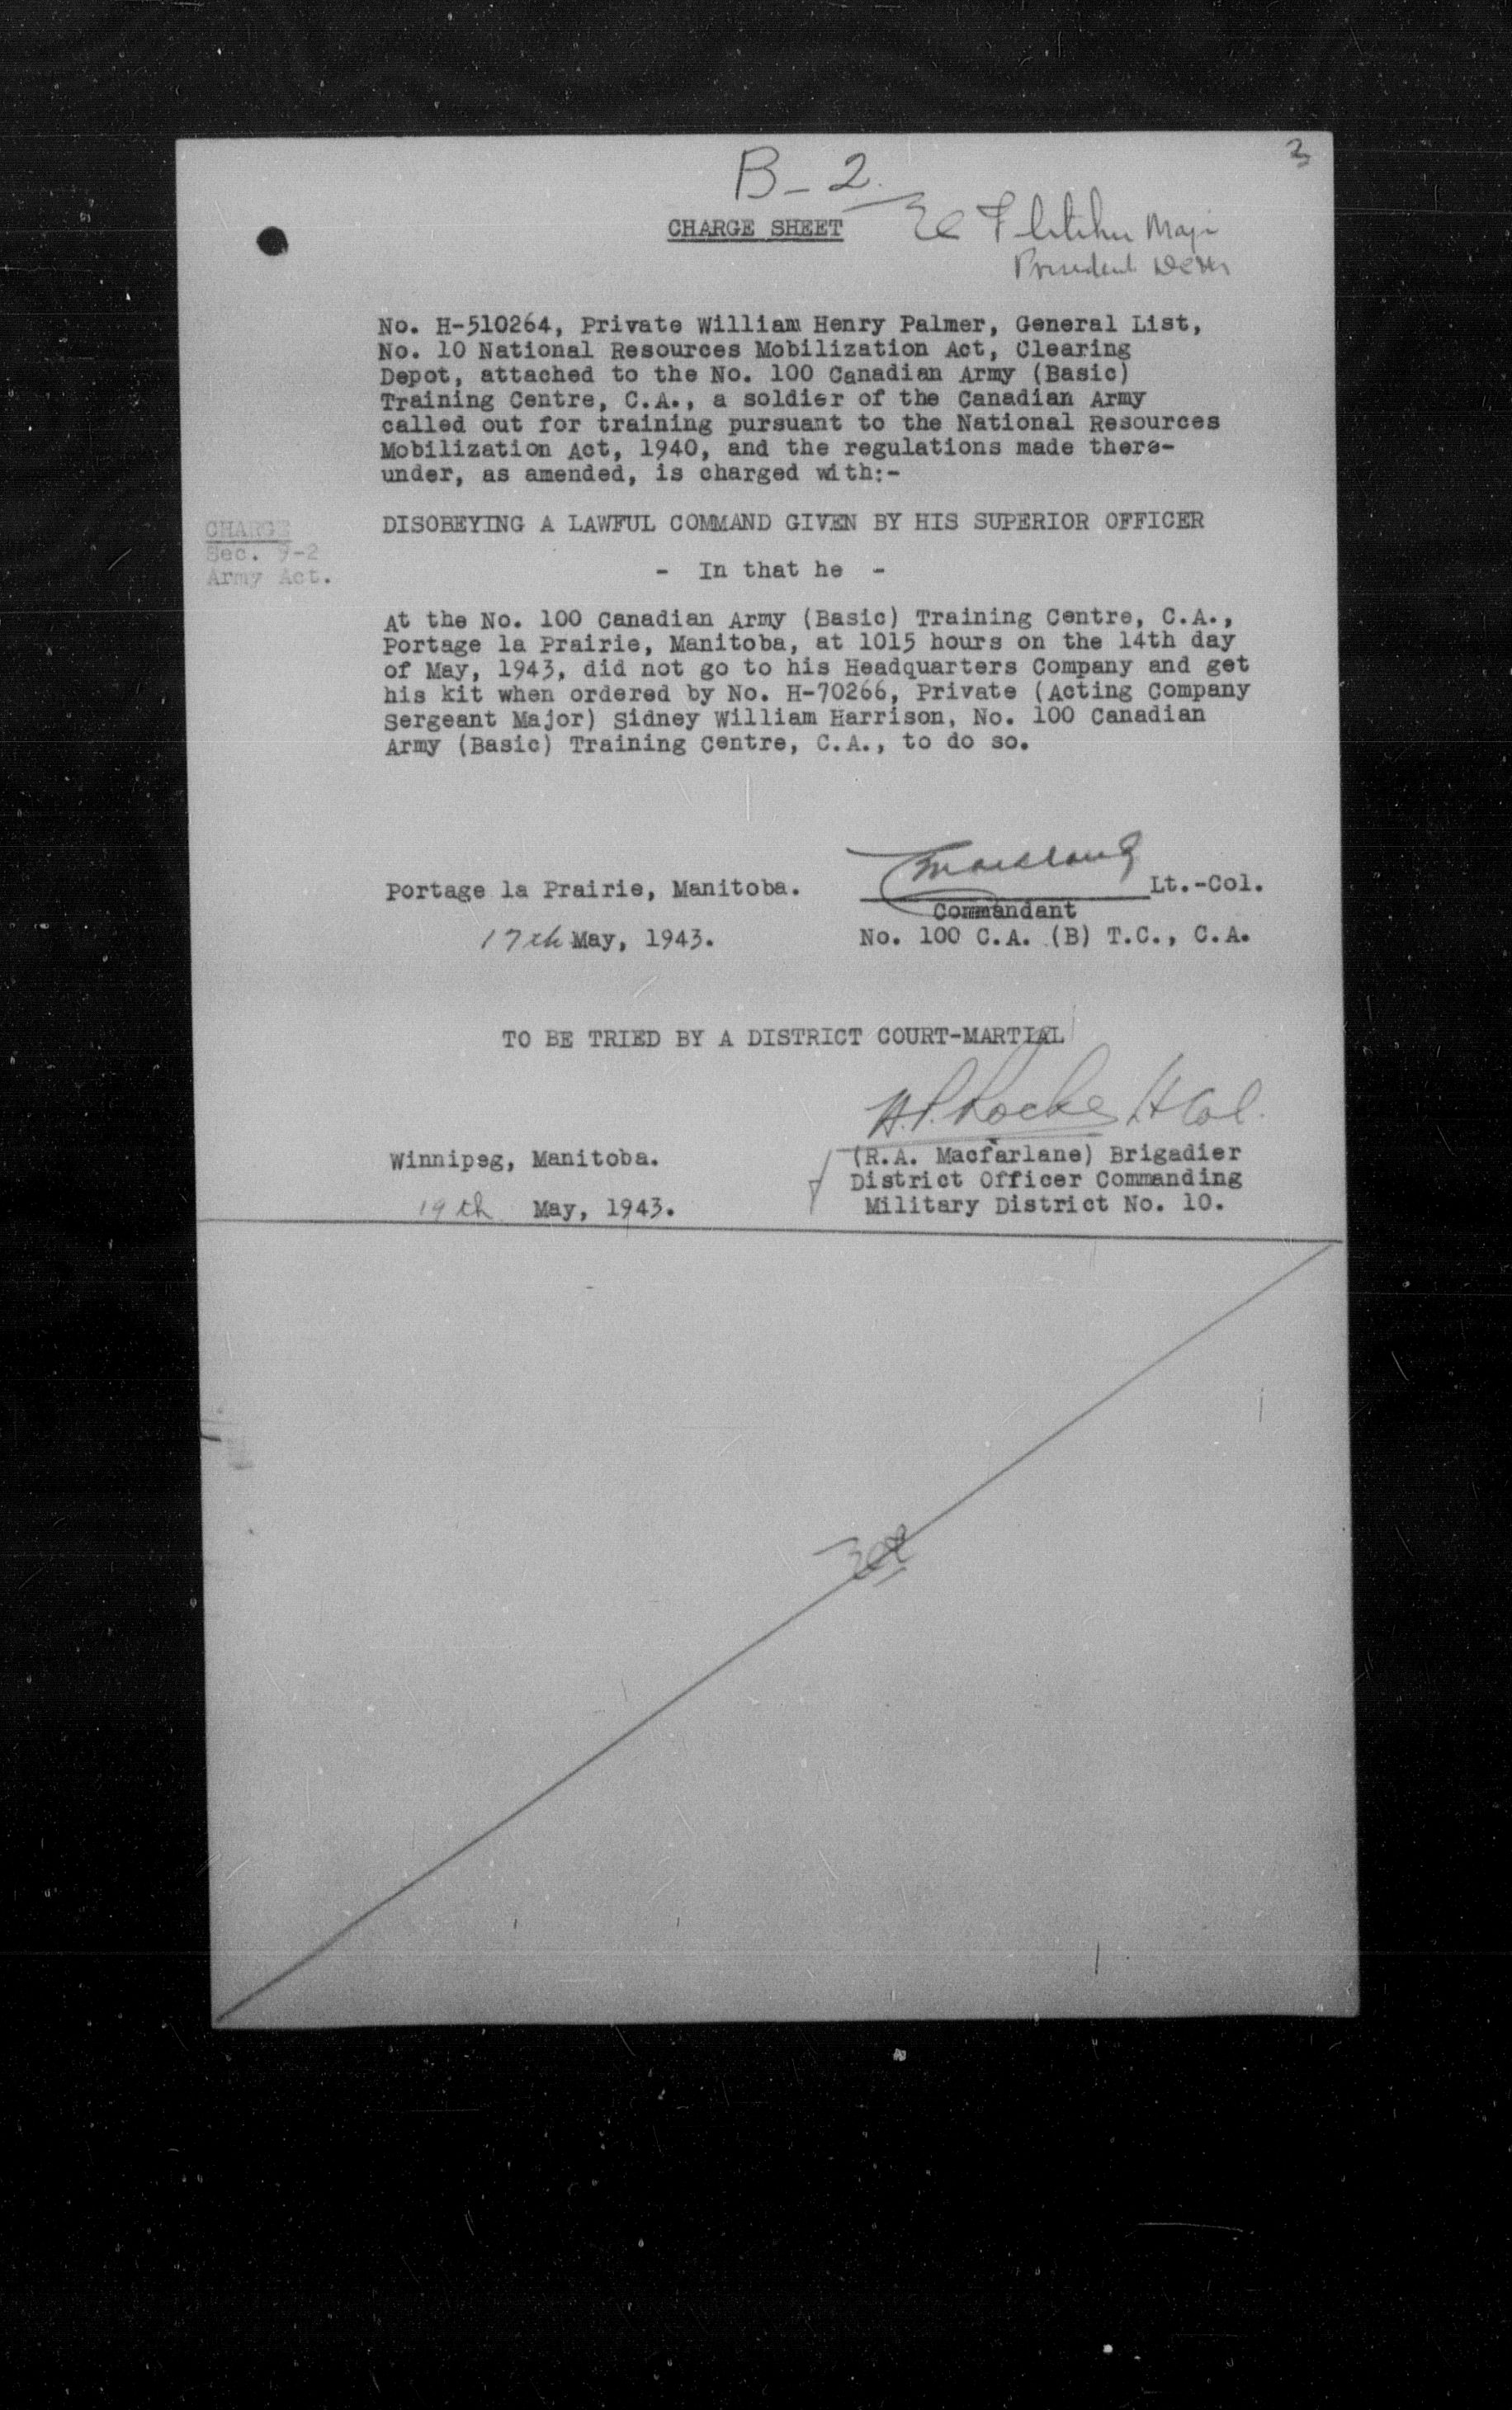 3
B-2
CHARGE SHEET
Maj
President
No. H-510264, Private William Henry Palmer, General List,
No. 10 National Resources Mobilization Act, Clearing
Depot, attached to the No. 100 Canadian Army (Basic)
Training Centre, C.A., a soldier of the Canadian Army
called out for training pursuant to the National Resources
Mobilization Act, 1940, and the regulations made there-
under, as amended, is charged with:-
CHARGE
Sec. 9-2
Army Act.
DISOBEYING A LAWFUL COMMAND GIVEN BY HIS SUPERIOR OFFICER
- In that he -
At the No. 100 Canadian Army (Basic) Training Centre, C.A.,
Portage la Prairie, Manitoba, at 1015 hours on the 14th day
of May, 1943, did not go to his Headquarters Company and get
his kit when ordered by No. H-70266, Private (Acting Company
Sergeant Major) Sidney William Harrison, No. 100 Canadian
Army (Basic) Training Centre, C.A., to do so.
Portage la Prairie, Manitoba.
17th May, 1943.
Lt.-Col.
Commandant
No. 100 C.A. (B) T.C., C.A.
TO BE TRIED BY A DISTRICT COURT-MARTIAL
Winnipeg, Manitoba.
19th May, 1943.
Locke Lt Col.
(R.A. Macfarlane) Brigadier
District Officer Commanding
Military District No. 10.